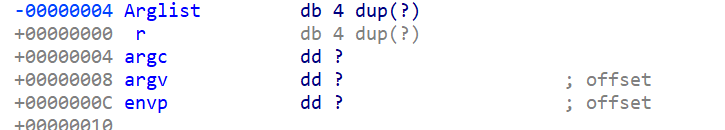 -00000004 Arglist         db 4 dup(?)
+00000000  r              db 4 dup(?)
+00000004 argc            dd ?
+00000008 argv            dd ?                    ; offset
+0000000C envp            dd ?                    ; offset
+00000010